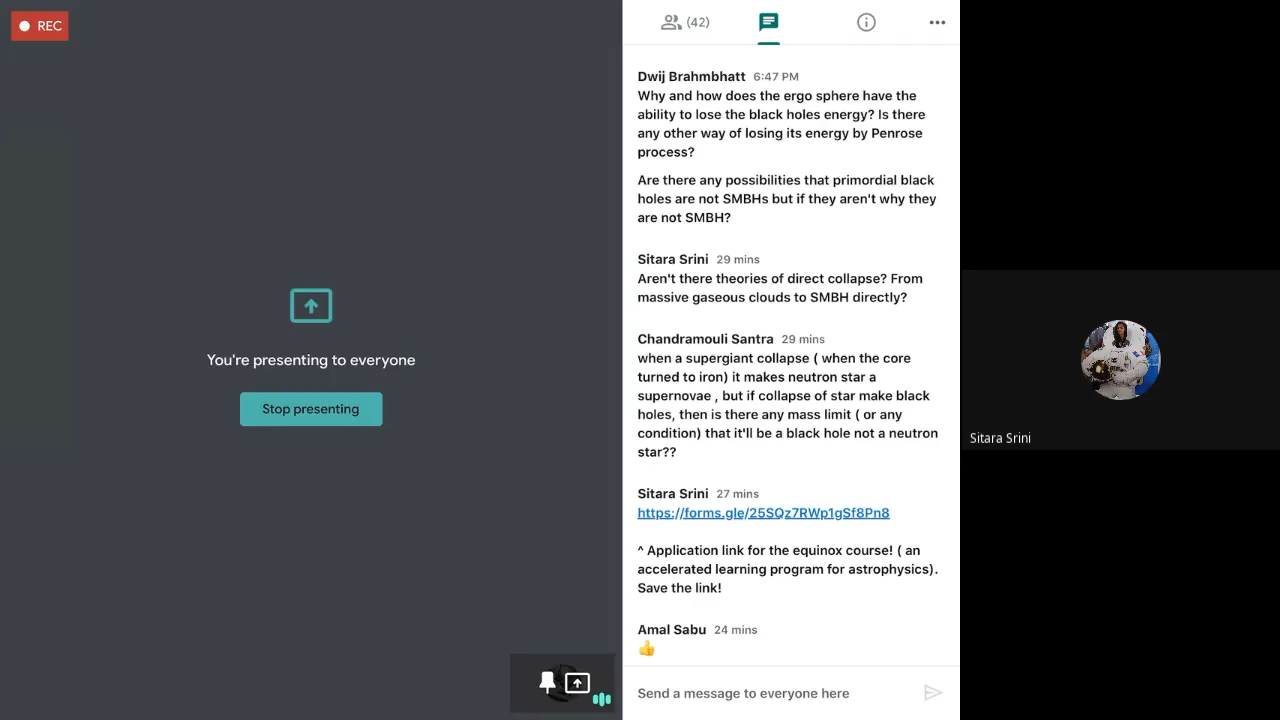 REC
(42)
Dwij Brahmbhatt 6:47 PM
Why and how does the ergo sphere have the
ability to lose the black holes energy? Is there
any other way of losing its energy by Penrose
process?
Are there any possibilities that primordial black
holes are not SMBHs but if they aren't why they
are not SMBH?
Sitara Srini 29 mins
Aren't there theories of direct collapse? From
massive gaseous clouds to SMBH directly?
Chandramouli Santra 29 mins
when a supergiant collapse ( when the core
turned to iron) it makes neutron star a
supernovae , but if collapse of star make black
holes, then is there any mass limit ( or any
condition) that it'll be a black hole not a neutron
star??
Sitara Srini 27 mins
https://forms.gle/25SQz7RWp1gSf8Pn8
^ Application link for the equinox course! ( an
accelerated learning program for astrophysics).
Save the link!
Amal Sabu 24 mins
👍
Send a message to everyone here
You're presenting to everyone
Stop presenting
Sitara Srini